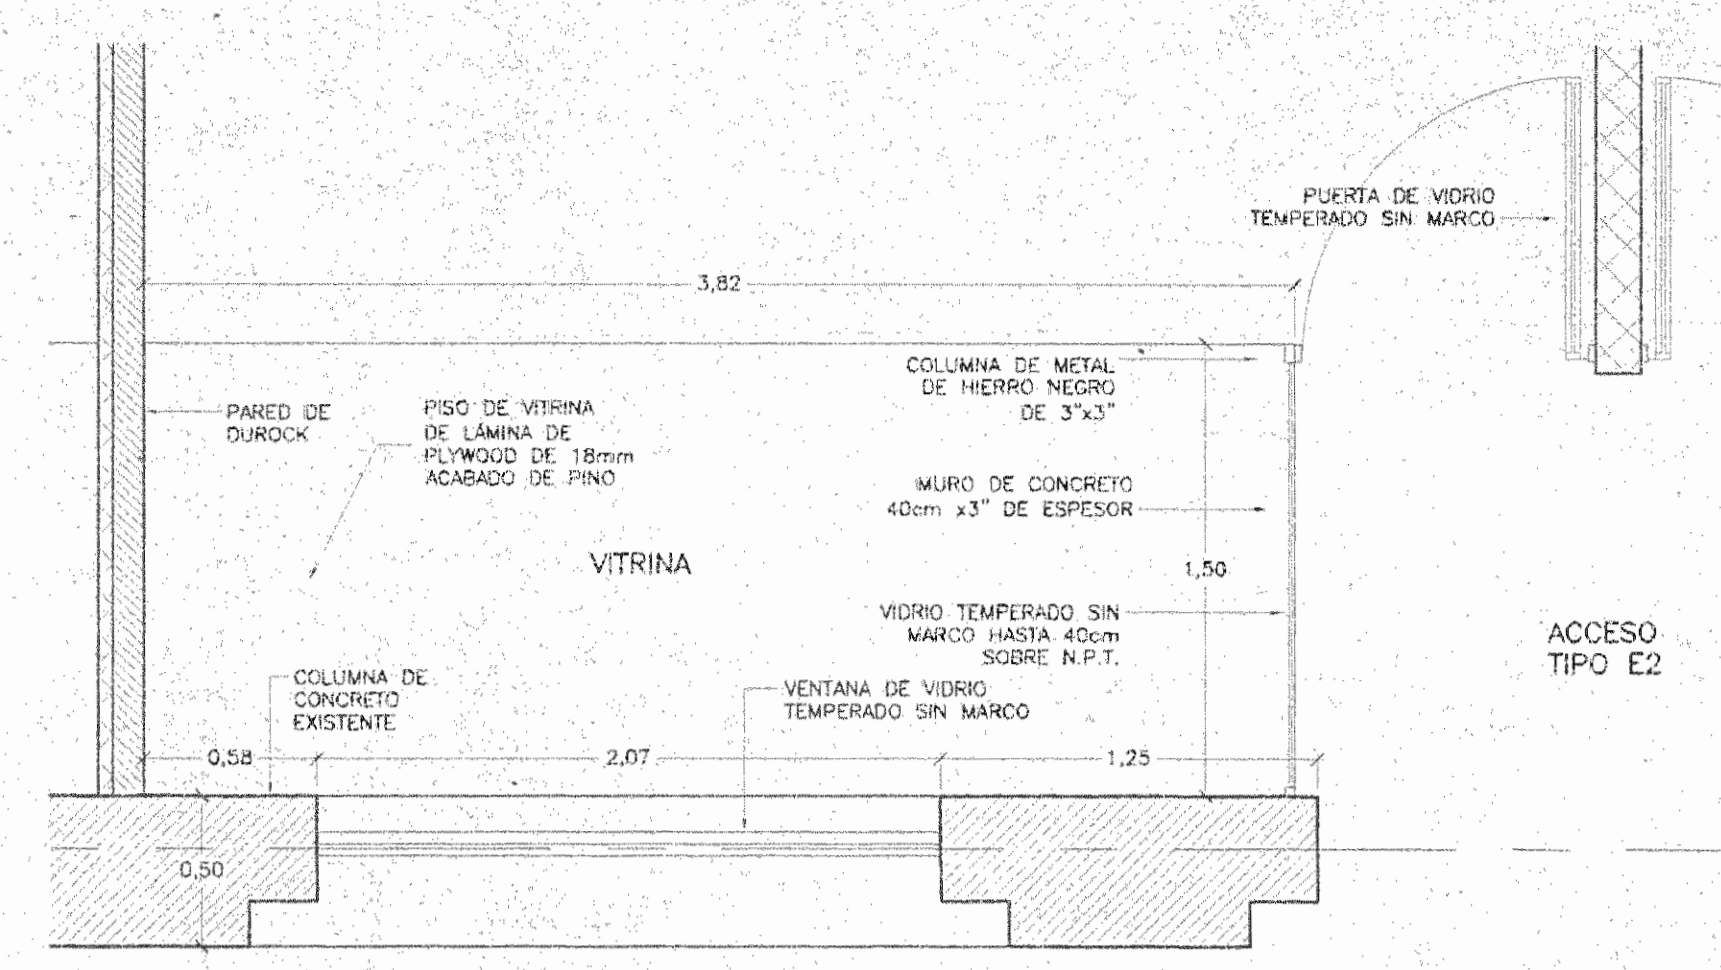 PUERTA DE VIDRIO
TEMPERADO SIN MARCO
3,82
COLUMNA DE METAL
DE HIERRO NEGRO
DE 3"x3"
PARED DE
DUROCK
PISO DE VITRINA
DE LÁMINA DE
PLYWOOD DE 18mm
ACABADO DE PINO
MURO DE CONCRETO
40cm x3" DE ESPESOR
VITRINA
1,50
VIDRIO TEMPERADO SIN
MARCO HASTA 40cm
SOBRE N.P.T.
ACCESO
TIPO E2
COLUMNA DE
CONCRETO
EXISTENTE
VENTANA DE VIDRIO
TEMPERADO SIN MARCO
0,58
2,07
1,25
0,50